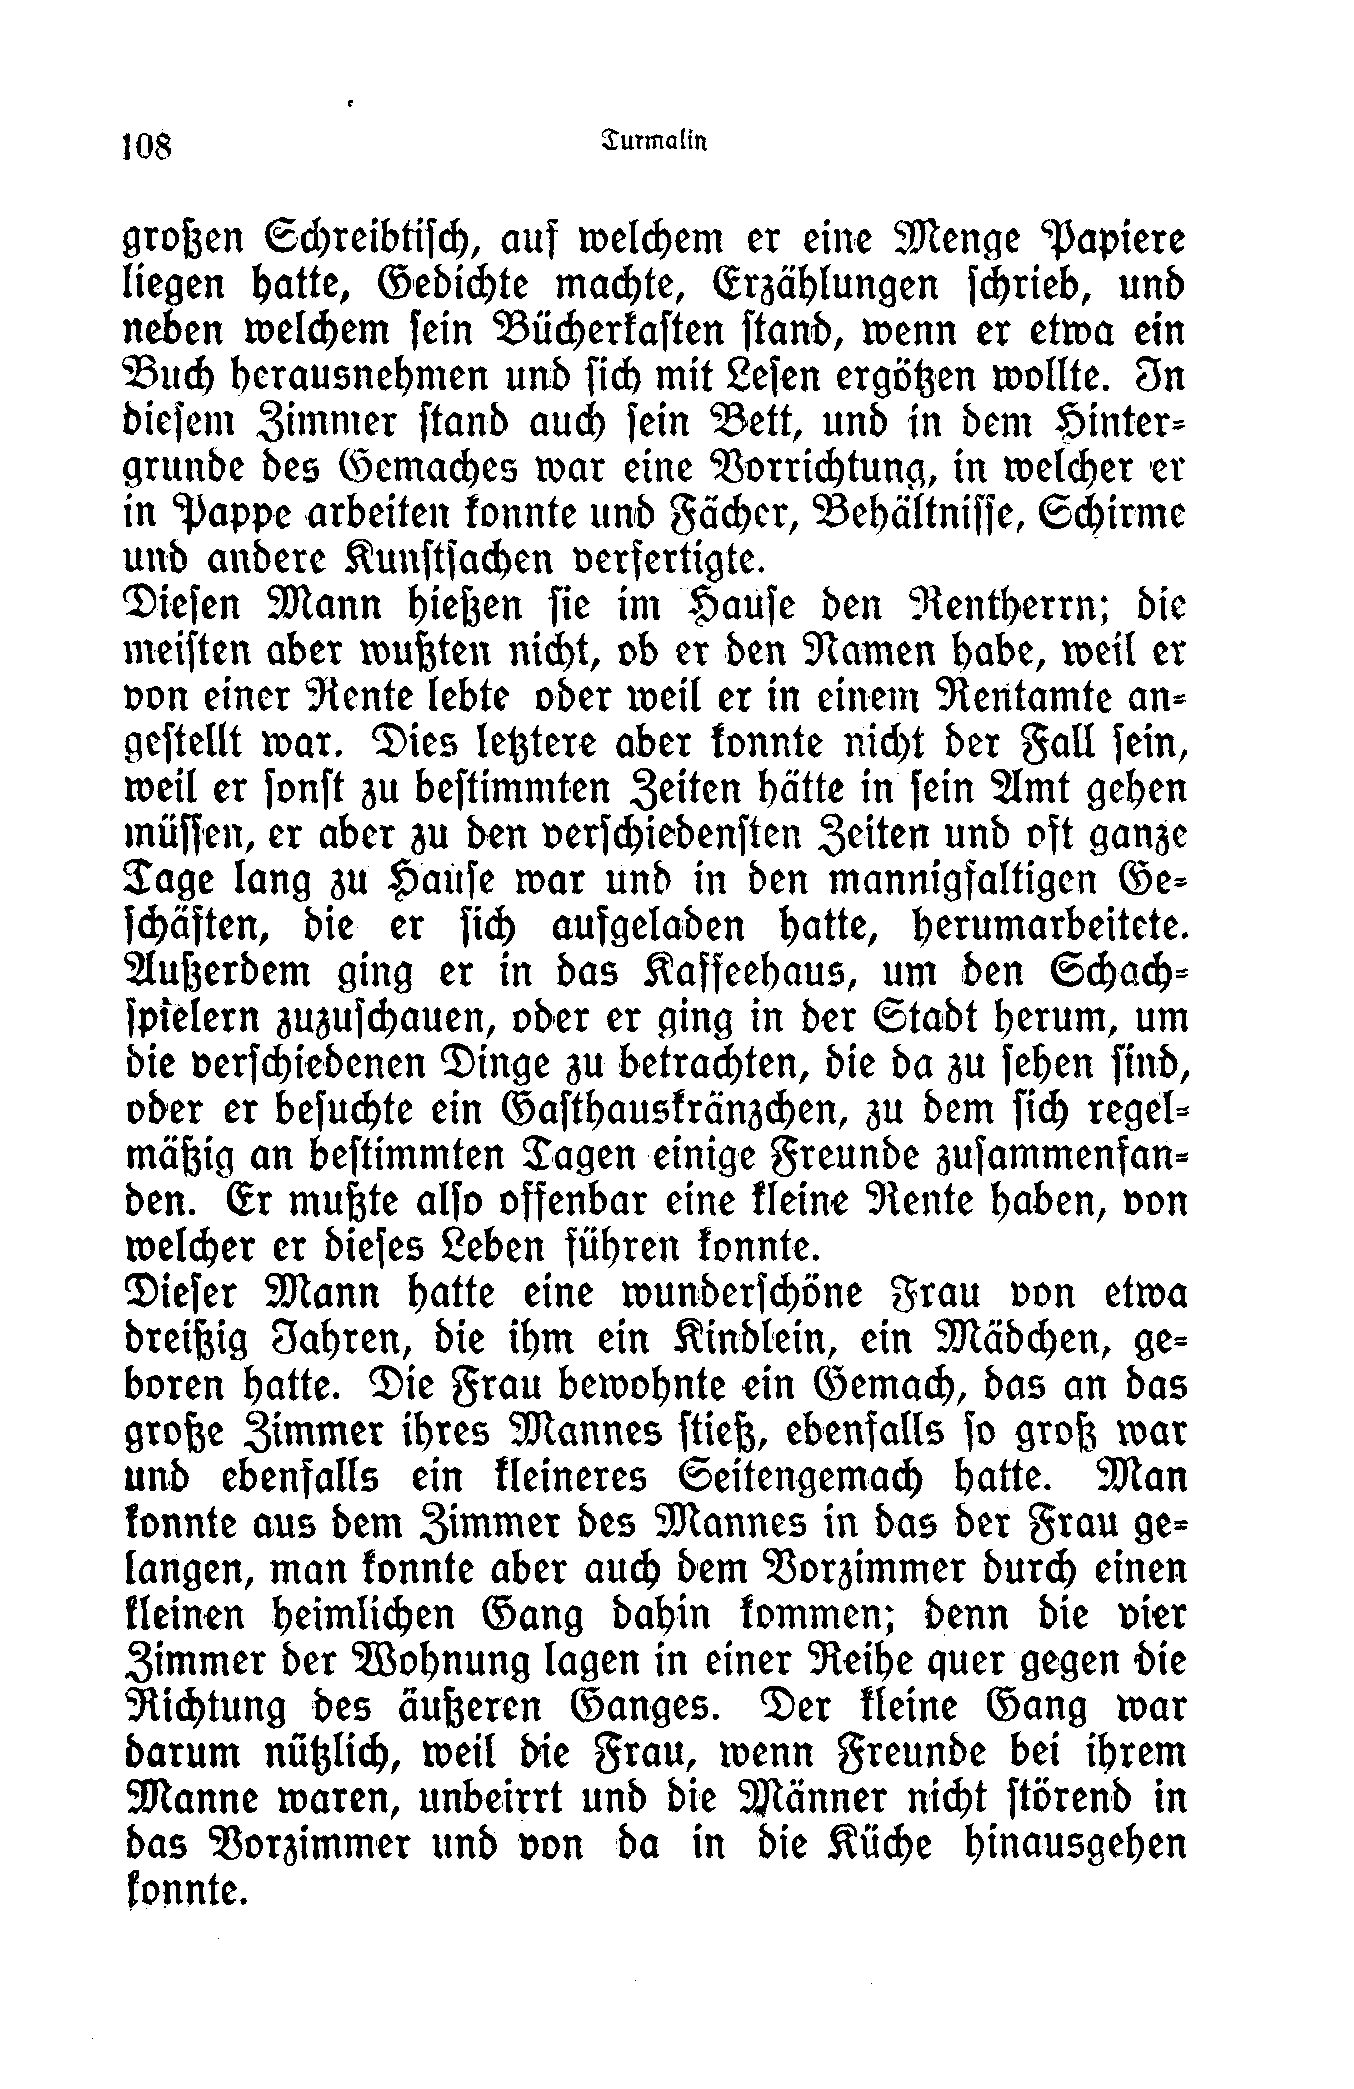 108 Turmalin
großen Schreibtisch, auf welchem er eine Menge Papiere
liegen hatte, Gedichte machte, Erzählungen schrieb, und
neben welchem sein Bücherkasten stand, wenn er etwa ein
Buch herausnehmen und sich mit Lesen ergötzen wollte. In
diesem Zimmer stand auch sein Bett, und in dem Hinter-
grunde des Gemaches war eine Vorrichtung, in welcher er
in Pappe arbeiten konnte und Fächer, Behältnisse, Schirme
und andere Kunstsachen verfertigte.
Diesen Mann hießen sie im Hause den Rentherrn; die
meisten aber wußten nicht, ob er den Namen habe, weil er
von einer Rente lebte oder weil er in einem Rentamte an-
gestellt war. Dies letztere aber konnte nicht der Fall sein,
weil er sonst zu bestimmten Zeiten hätte in sein Amt gehen
müssen, er aber zu den verschiedensten Zeiten und oft ganze
Tage lang zu Hause war und in den mannigfaltigen Ge-
schäften, die er sich aufgeladen hatte, herumarbeitete.
Außerdem ging er in das Kaffeehaus, um den Schach-
spielern zuzuschauen, oder er ging in der Stadt herum, um
die verschiedenen Dinge zu betrachten, die da zu sehen sind,
oder er besuchte ein Gasthauskränzchen, zu dem sich regel-
mäßig an bestimmten Tagen einige Freunde zusammenfan-
den. Er mußte also offenbar eine kleine Rente haben, von
welcher er dieses Leben führen konnte.
Dieser Mann hatte eine wunderschöne Frau von etwa
dreißig Jahren, die ihm ein Kindlein, ein Mädchen, ge-
boren hatte. Die Frau bewohnte ein Gemach, das an das
große Zimmer ihres Mannes stieß, ebenfalls so groß war
und ebenfalls ein kleineres Seitengemach hatte. Man
konnte aus dem Zimmer des Mannes in das der Frau ge-
langen, man konnte aber auch dem Vorzimmer durch einen
kleinen heimlichen Gang dahin kommen; denn die vier
Zimmer der Wohnung lagen in einer Reihe quer gegen die
Richtung des äußeren Ganges. Der kleine Gang war
darum nützlich, weil die Frau, wenn Freunde bei ihrem
Manne waren, unbeirrt und die Männer nicht störend in
das Vorzimmer und von da in die Küche hinausgehen
konnte.